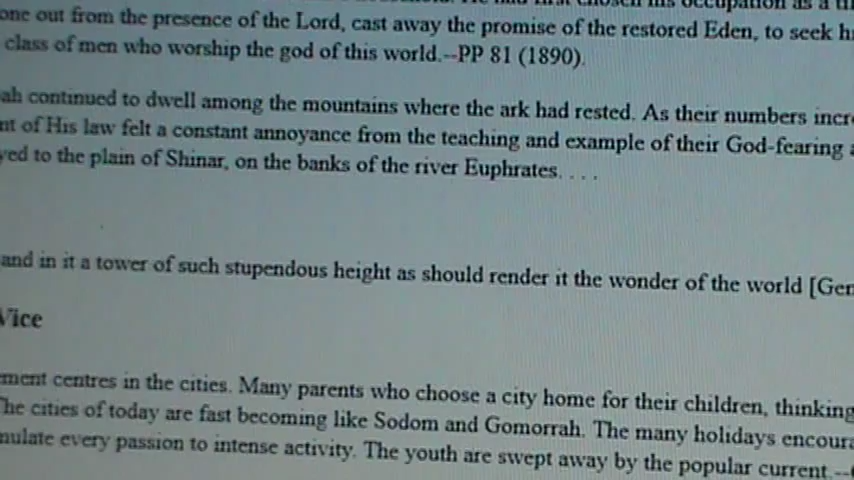 occupation as a
one out from the presence of the Lord, cast away the promise of the restored Eden, to seek
class of men who worship the god of this world.--PP 81 (1890).
ah continued to dwell among the mountains where the ark had rested. As their numbers incre
nt of His law felt a constant annoyance from the teaching and example of their God-fearing
yed to the plain of Shinar, on the banks of the river Euphrates. . . .
and in it a tower of such stupendous height as should render it the wonder of the world [Gen
Vice
ement centres in the cities. Many parents who choose a city home for their children, thinking
The cities of today are fast becoming like Sodom and Gomorrah. The many holidays encoura
mulate every passion to intense activity. The youth are swept away by the popular current.--